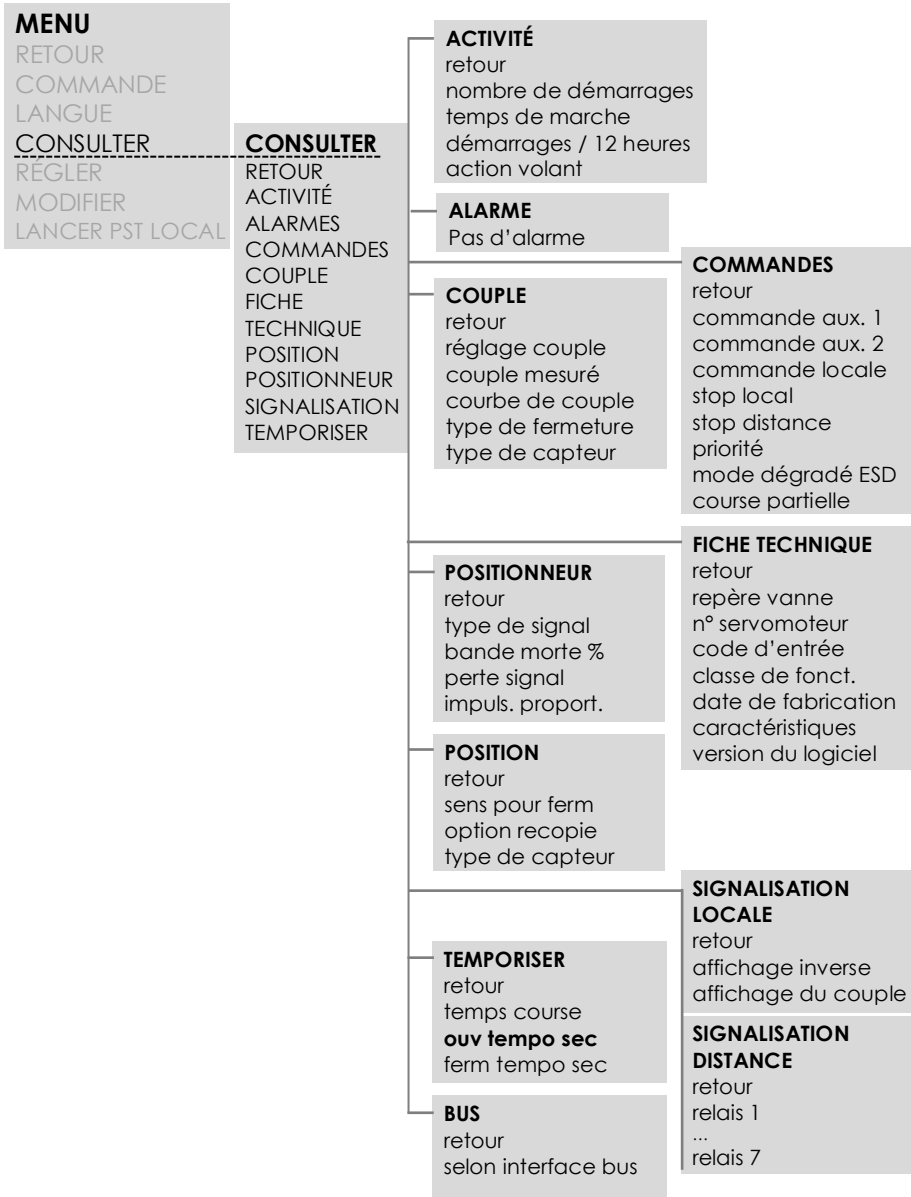 MENU
RETOUR
COMMANDE
LANGUE
CONSULTER
RÉGLER
MODIFIER
LANCER PST LOCAL
CONSULTER
RETOUR
ACTIVITÉ
ALARMES
COMMANDES
COUPLE
FICHE
TECHNIQUE
POSITION
POSITIONNEUR
SIGNALISATION
TEMPORISER
ACTIVITÉ
retour
nombre de démarrages
temps de marche
démarrages / 12 heures
action volant
ALARME
Pas d'alarme
COMMANDES
retour
commande aux. 1
commande aux. 2
commande locale
stop local
stop distance
priorité
mode dégradé ESD
course partielle
COUPLE
retour
réglage couple
couple mesuré
courbe de couple
type de fermeture
type de capteur
FICHE TECHNIQUE
retour
repère vanne
n° servomoteur
code d'entrée
classe de fonct.
date de fabrication
caractéristiques
version du logiciel
POSITIONNEUR
retour
type de signal
bande morte %
perte signal
impuls. proport.
POSITION
retour
sens pour ferm
option recopie
type de capteur
SIGNALISATION
LOCALE
retour
affichage inverse
affichage du couple
TEMPORISER
retour
temps course
ouv tempo sec
ferm tempo sec
SIGNALISATION
DISTANCE
retour
relais 1
...
relais 7
BUS
retour
selon interface bus